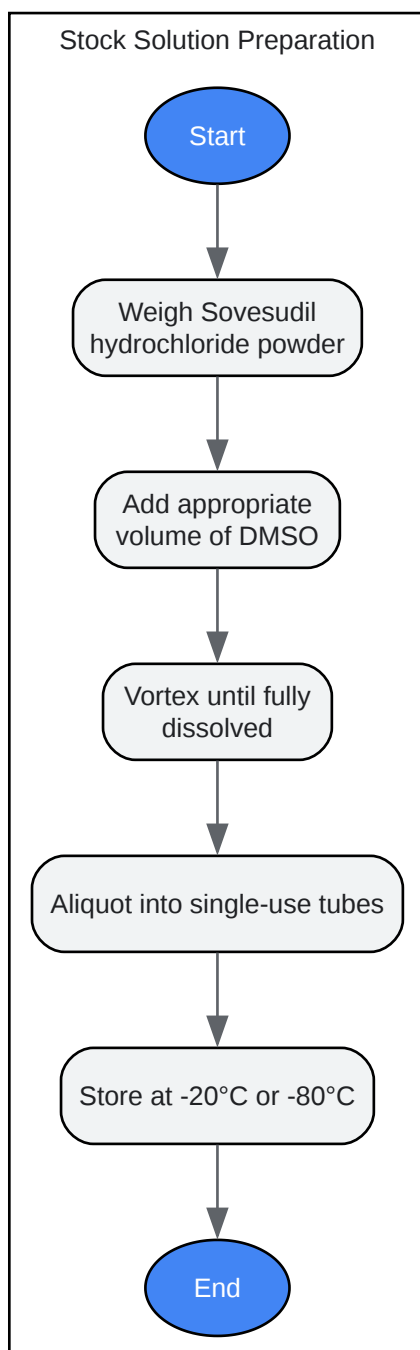 Stock Solution Preparation
Start
Weigh Sovesudil
hydrochloride powder
Add appropriate
volume of DMSO
Vortex until fully
dissolved
Aliquot into single-use tubes
Store at -20°C or -80°C
End